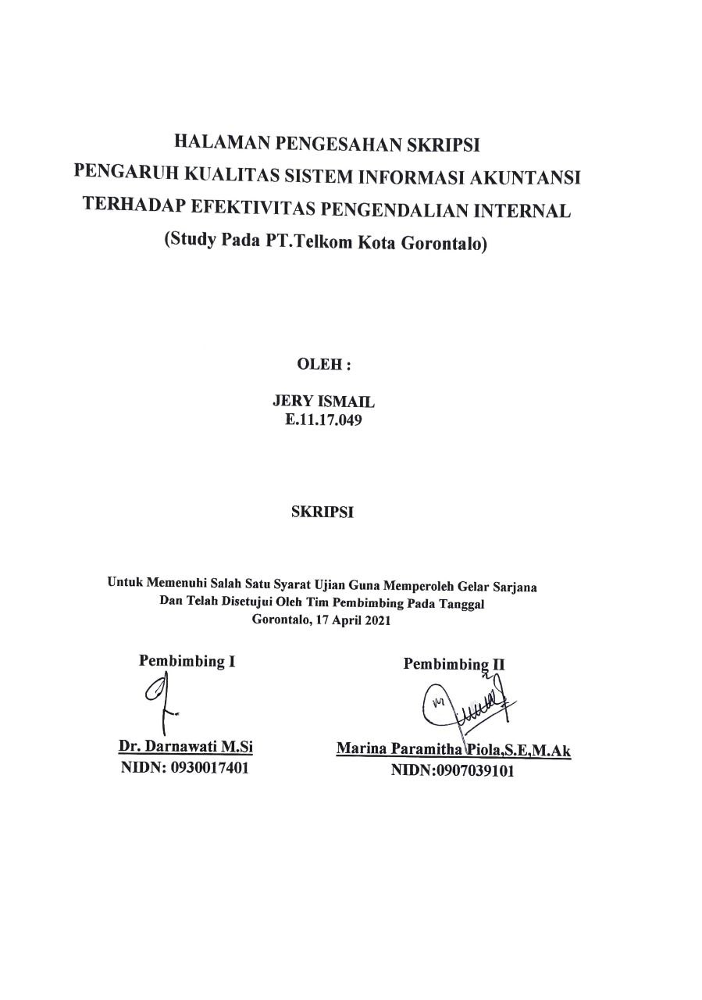 HALAMAN PENGESAHAN SKRIPSI
PENGARUH KUALITAS SISTEM INFORMASI AKUNTANSI
TERHADAP EFEKTIVITAS PENGENDALIAN INTERNAL
(Study Pada PT.Telkom Kota Gorontalo)
OLEH :
JERY ISMAIL
E.11.17.049
SKRIPSI
Untuk Memenuhi Salah Satu Syarat Ujian Guna Memperoleh Gelar Sarjana
Dan Telah Disetujui Oleh Tim Pembimbing Pada Tanggal
Gorontalo, 17 April 2021
Pembimbing I
Pembimbing II
Dr. Darnawati M.Si
Marina Paramitha Piola,S.E,M.Ak
NIDN: 0930017401
NIDN:0907039101